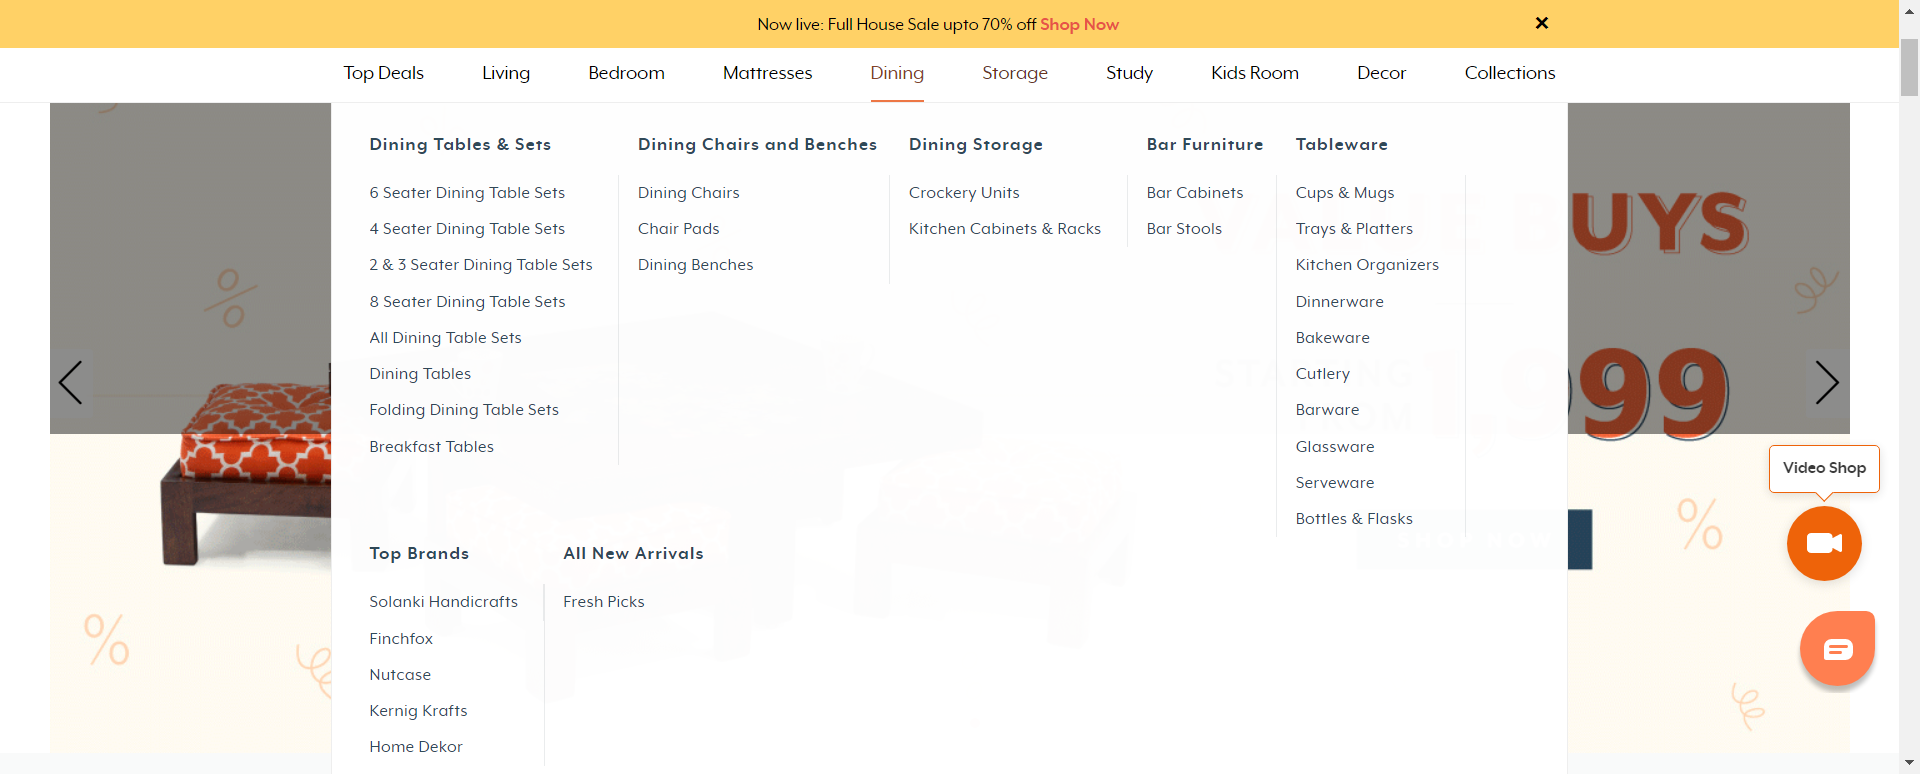 Now live: Full House Sale upto 70% off Shop Now
Top Deals
Living
Bedroom
Mattresses
Dining
Storage
Study
Kids Room
Decor
Collections
Dining Tables & Sets
6 Seater Dining Table Sets
4 Seater Dining Table Sets
2 & 3 Seater Dining Table Sets
8 Seater Dining Table Sets
All Dining Table Sets
Dining Tables
Folding Dining Table Sets
Breakfast Tables
Dining Chairs and Benches
Dining Chairs
Chair Pads
Dining Benches
Dining Storage
Crockery Units
Kitchen Cabinets & Racks
Bar Furniture
Bar Cabinets
Bar Stools
Tableware
Cups & Mugs
Trays & Platters
Kitchen Organizers
Dinnerware
Bakeware
Cutlery
Barware
Glassware
Serveware
Bottles & Flasks
Top Brands
Solanki Handicrafts
Finchfox
Nutcase
Kernig Krafts
Home Dekor
All New Arrivals
Fresh Picks
UYS
99
Video Shop